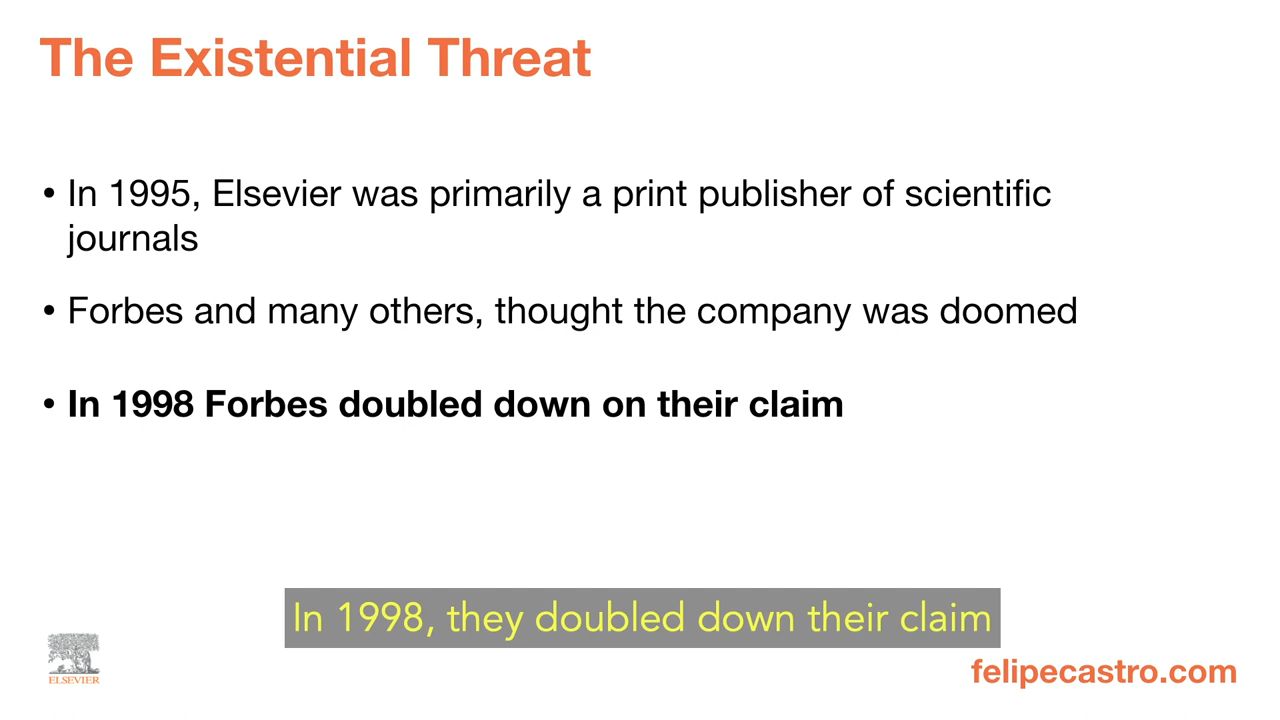 The Existential Threat
• In 1995, Elsevier was primarily a print publisher of scientific
journals
• Forbes and many others, thought the company was doomed
• In 1998 Forbes doubled down on their claim
In 1998, they doubled down their claim
ELSEVIER
felipecastro.com